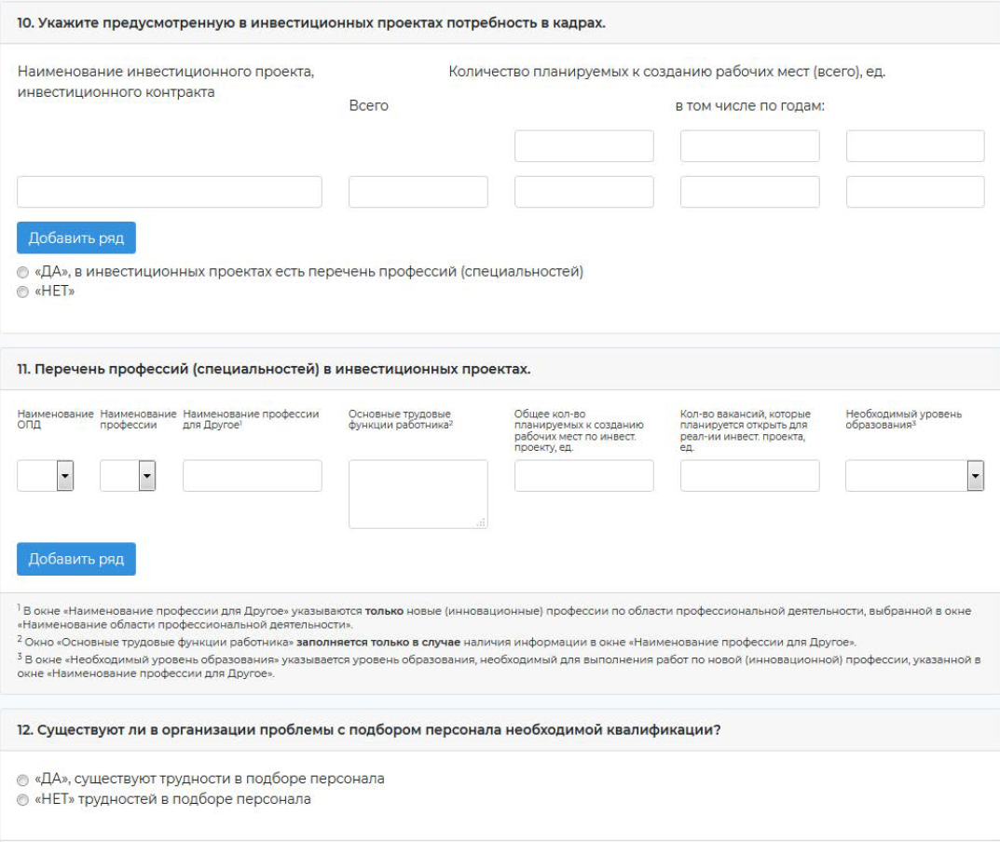 10. Укажите предусмотренную в инвестиционных проектах потребность в кадрах.
Наименование инвестиционного проекта,
инвестиционного контракта
Количество планируемых к созданию рабочих мест (всего), ед.
Всего
в том числе по годам:
Добавить ряд
«ДА», в инвестиционных проектах есть перечень профессий (специальностей)
«НЕТ»
11. Перечень профессий (специальностей) в инвестиционных проектах.
Наименование
ОПД
Наименование
профессии
Наименование профессии
для Другое¹
Основные трудовые
функции работника²
Общее кол-во
планируемых к созданию
рабочих мест по инвест.
проекту, ед.
Кол-во вакансий, которые
планируется открыть для
реал-ии инвест. проекта,
ед.
Необходимый уровень
образования³
Добавить ряд
¹ В окне «Наименование профессии для Другое» указываются только новые (инновационные) профессии по области профессиональной деятельности, выбранной в окне
«Наименование области профессиональной деятельности».
² Окно «Основные трудовые функции работника» заполняется только в случае наличия информации в окне «Наименование профессии для Другое».
³ В окне «Необходимый уровень образования» указывается уровень образования, необходимый для выполнения работ по новой (инновационной) профессии, указанной в
окне «Наименование профессии для Другое».
12. Существуют ли в организации проблемы с подбором персонала необходимой квалификации?
«ДА», существуют трудности в подборе персонала
«НЕТ» трудностей в подборе персонала